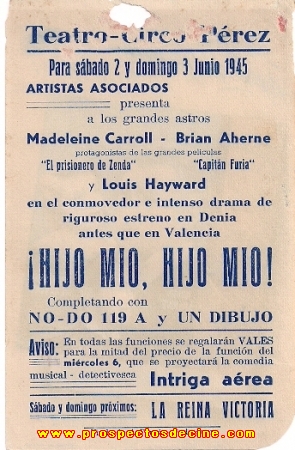 Teatro-Circo Pérez
Para sábado 2 y domingo 3 Junio 1945
ARTISTAS ASOCIADOS
presenta
a los grandes astros
Madeleine Carroll - Brian Aherne
protagonistas de las grandes películas
"El prisionero de Zenda" "Capitán Furia"
y Louis Hayward
en el conmovedor e intenso drama de
riguroso estreno en Denia
antes que en Valencia
¡HIJO MIO, HIJO MIO!
Completando con
NO-DO 119 A y UN DIBUJO
Aviso. En todas las funciones se regalarán VALES
para la mitad del precio de la función del
miércoles 6, que se proyectará la comedia
musical - detectivesca Intriga aérea
Sábado y domingo próximos: LA REINA VICTORIA
www.prospectosdecine.com